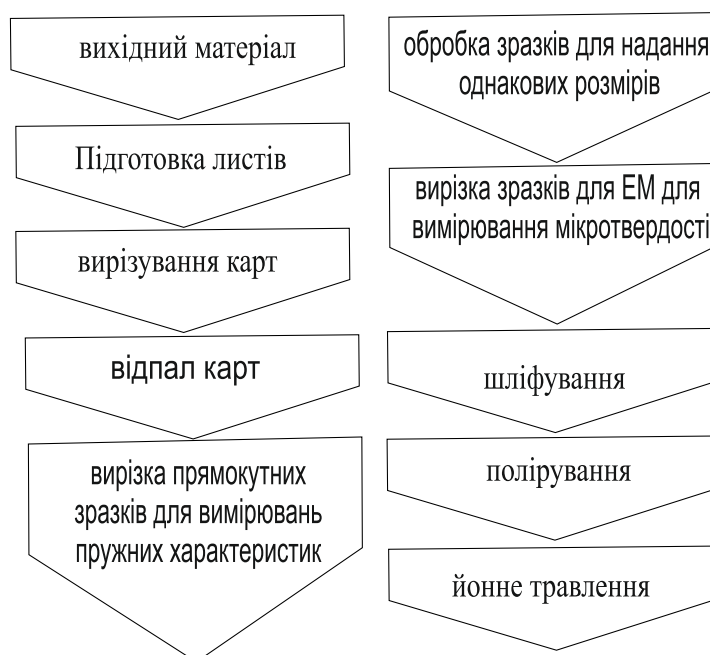 вихідний матеріал
Підготовка листів
вирізування карт
відпал карт
вирізка прямокутних
зразків для вимірювань
пружних характеристик
обробка зразків для надання
однакових розмірів
вирізка зразків для ЕМ для
вимірювання мікротвердості
шліфування
полірування
йонне травлення